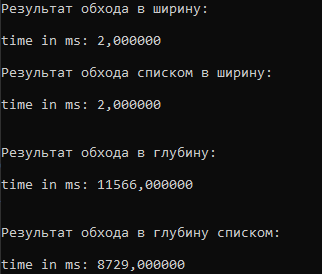 Результат обхода в ширину:
time in ms: 2,000000
Результат обхода списком в ширину:
time in ms: 2,000000
Результат обхода в глубину:
time in ms: 11566,000000
Результат обхода в глубину списком:
time in ms: 8729,000000